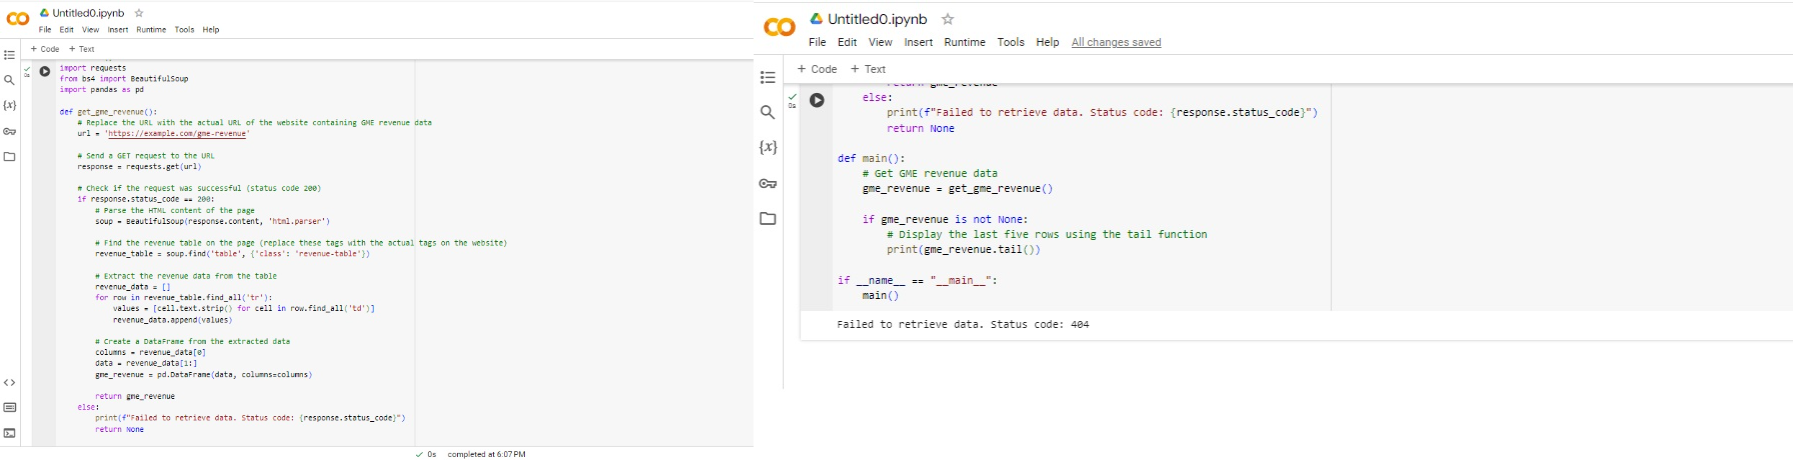 Untitled0.ipynb
File Edit View Insert Runtime Tools Help
+ Code + Text
import requests
from bs4 import BeautifulSoup
import pandas as pd
def get_gme_revenue():
# Replace the URL with the actual URL of the website containing GME revenue data
url = 'https://example.com/gme-revenue'
# Send a GET request to the URL
response = requests.get(url)
# Check if the request was successful (status code 200)
if response.status_code == 200:
# Parse the HTML content of the page
soup = BeautifulSoup(response.content, 'html.parser')
# Find the revenue table on the page (replace these tags with the actual tags on the website)
revenue_table = soup.find('table', {'class': 'revenue-table'})
# Extract the revenue data from the table
revenue_data = []
for row in revenue_table.find_all('tr'):
values = [cell.text.strip() for cell in row.find_all('td')]
revenue_data.append(values)
# Create a DataFrame from the extracted data
columns = revenue_data[0]
data = revenue_data[1:]
gme_revenue = pd.DataFrame(data, columns=columns)
return gme_revenue
else:
print(f"Failed to retrieve data. Status code: {response.status_code}")
return None
0s completed at 6:07 PM
Untitled0.ipynb
File Edit View Insert Runtime Tools Help All changes saved
+ Code + Text
0s
else:
print(f"Failed to retrieve data. Status code: {response.status_code}")
return None
def main():
# Get GME revenue data
gme_revenue = get_gme_revenue()
if gme_revenue is not None:
# Display the last five rows using the tail function
print(gme_revenue.tail())
if __name__ == "__main__":
main()
Failed to retrieve data. Status code: 404